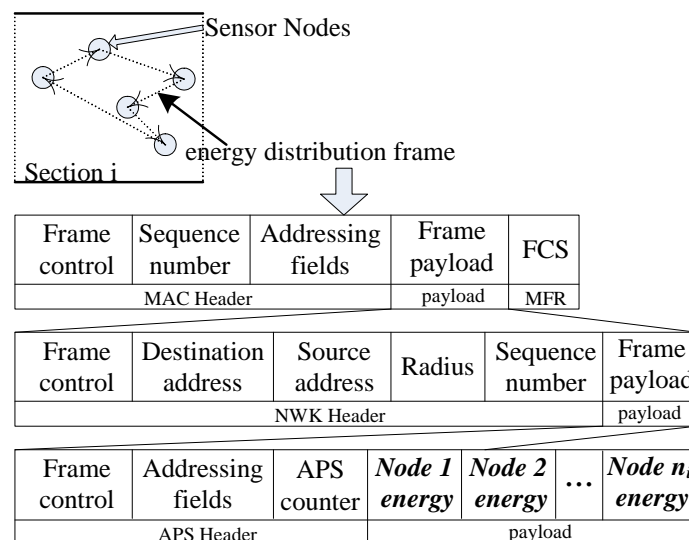 Sensor Nodes
energy distribution frame
Section i
Frame control
Sequence number
Addressing fields
Frame payload
FCS
MAC Header
payload
MFR
Frame control
Destination address
Source address
Radius
Sequence number
Frame payload
NWK Header
payload
Frame control
Addressing fields
APS counter
Node 1 energy
Node 2 energy
...
Node ni energy
APS Header
payload